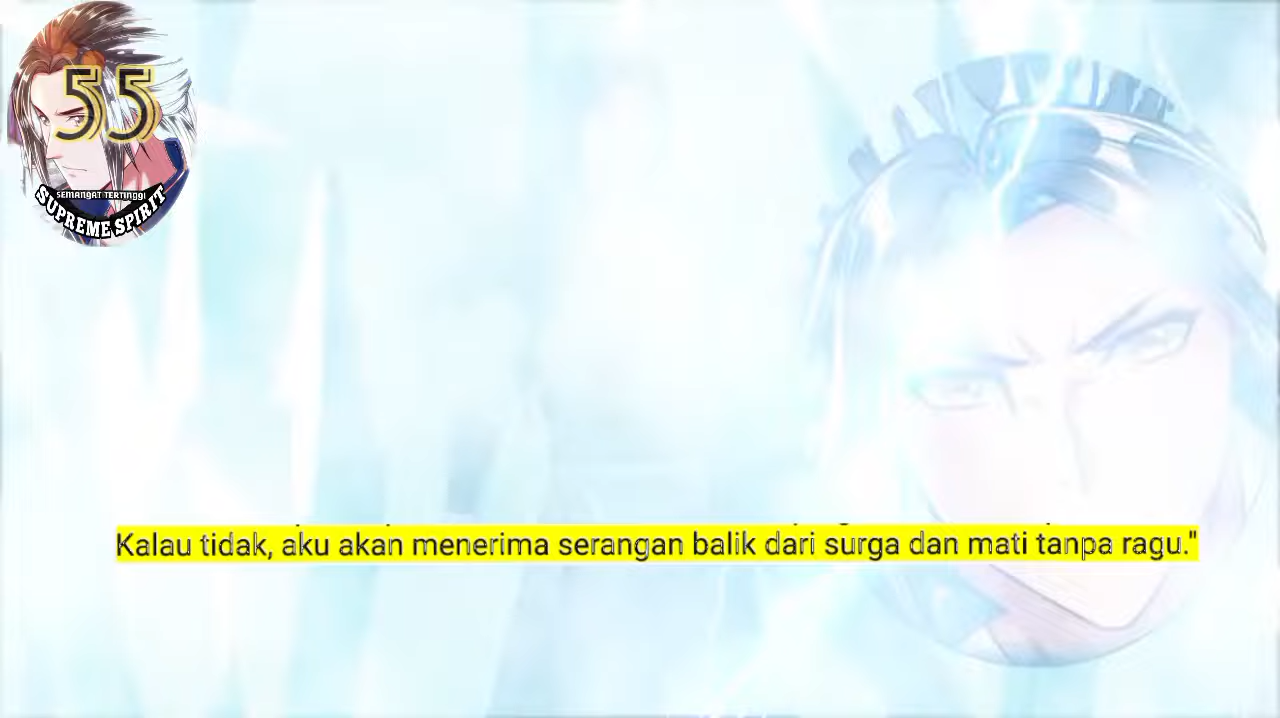 55
SEMANGAT TERTINGGI
SUPREME SPIRIT
Kalau tidak, aku akan menerima serangan balik dari surga dan mati tanpa ragu."